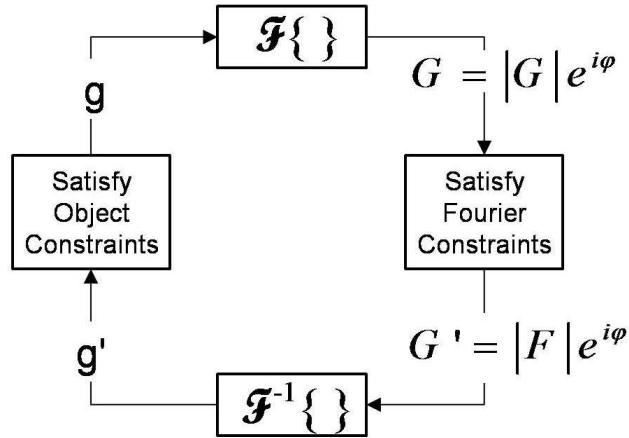 𝓕{ }
g
G = |G| e^{iφ}
Satisfy
Object
Constraints
Satisfy
Fourier
Constraints
g'
G ' = |F| e^{iφ}
𝓕^{-1}{ }